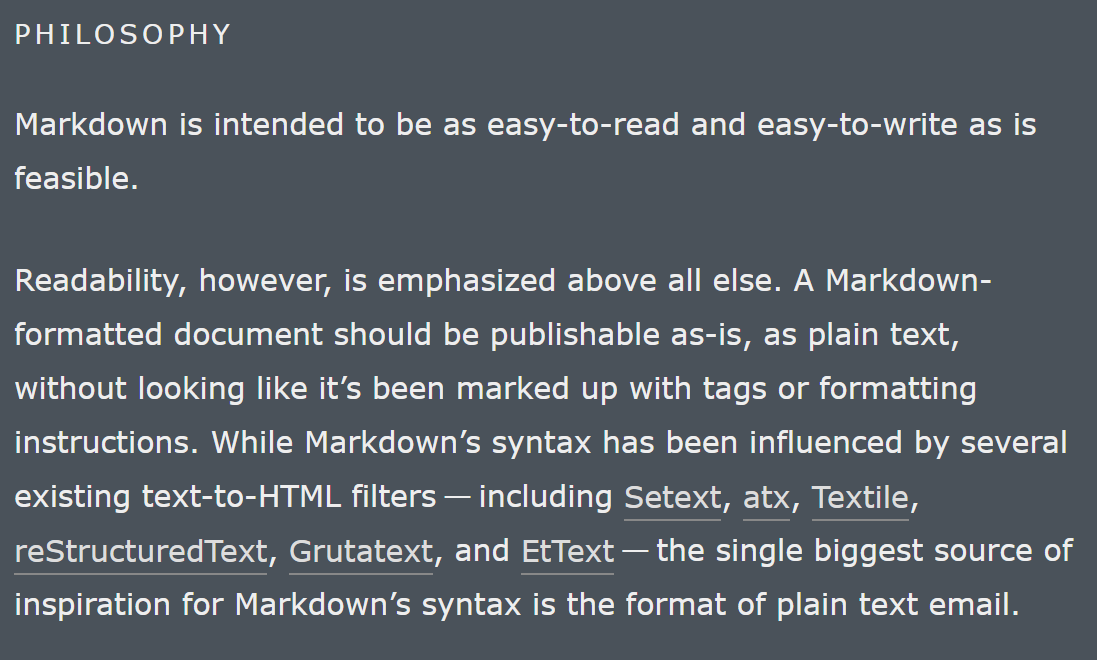 PHILOSOPHY
Markdown is intended to be as easy-to-read and easy-to-write as is
feasible.
Readability, however, is emphasized above all else. A Markdown-
formatted document should be publishable as-is, as plain text,
without looking like it’s been marked up with tags or formatting
instructions. While Markdown’s syntax has been influenced by several
existing text-to-HTML filters — including Setext, atx, Textile,
reStructuredText, Grutatext, and EtText — the single biggest source of
inspiration for Markdown’s syntax is the format of plain text email.